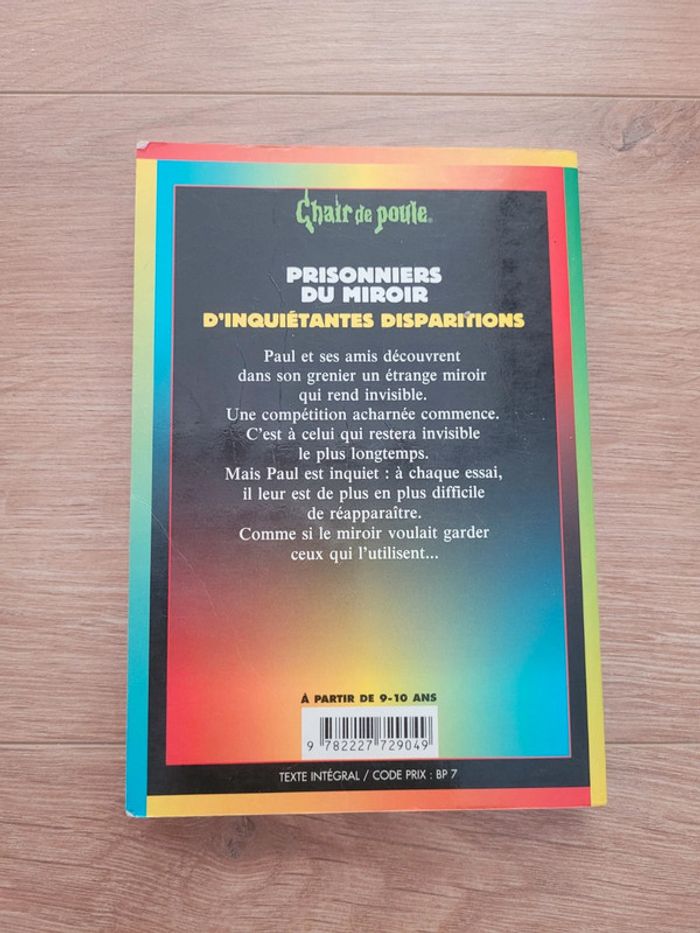 Chair de poule®
PRISONNIERS
DU MIROIR
D'INQUIÉTANTES DISPARITIONS
Paul et ses amis découvrent
dans son grenier un étrange miroir
qui rend invisible.
Une compétition acharnée commence.
C'est à celui qui restera invisible
le plus longtemps.
Mais Paul est inquiet : à chaque essai,
il leur est de plus en plus difficile
de réapparaître.
Comme si le miroir voulait garder
ceux qui l'utilisent...
À PARTIR DE 9-10 ANS
9 782227 729049
TEXTE INTÉGRAL / CODE PRIX : BP 7